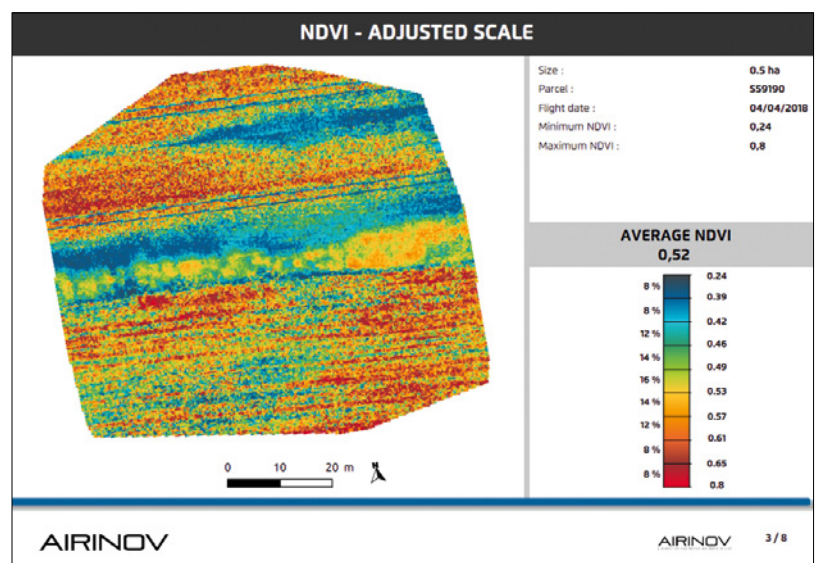 NDVI - ADJUSTED SCALE
Size : 0.5 ha
Parcel : 559190
Flight date : 04/04/2018
Minimum NDVI : 0,24
Maximum NDVI : 0,8
AVERAGE NDVI
0,52
0.24
8 %
0.39
8 %
0.42
12 %
0.46
14 %
0.49
16 %
0.53
14 %
0.57
12 %
0.61
8 %
0.65
8 %
0.8
0 10 20 m
N
AIRINOV
AIRINOV
3 / 8